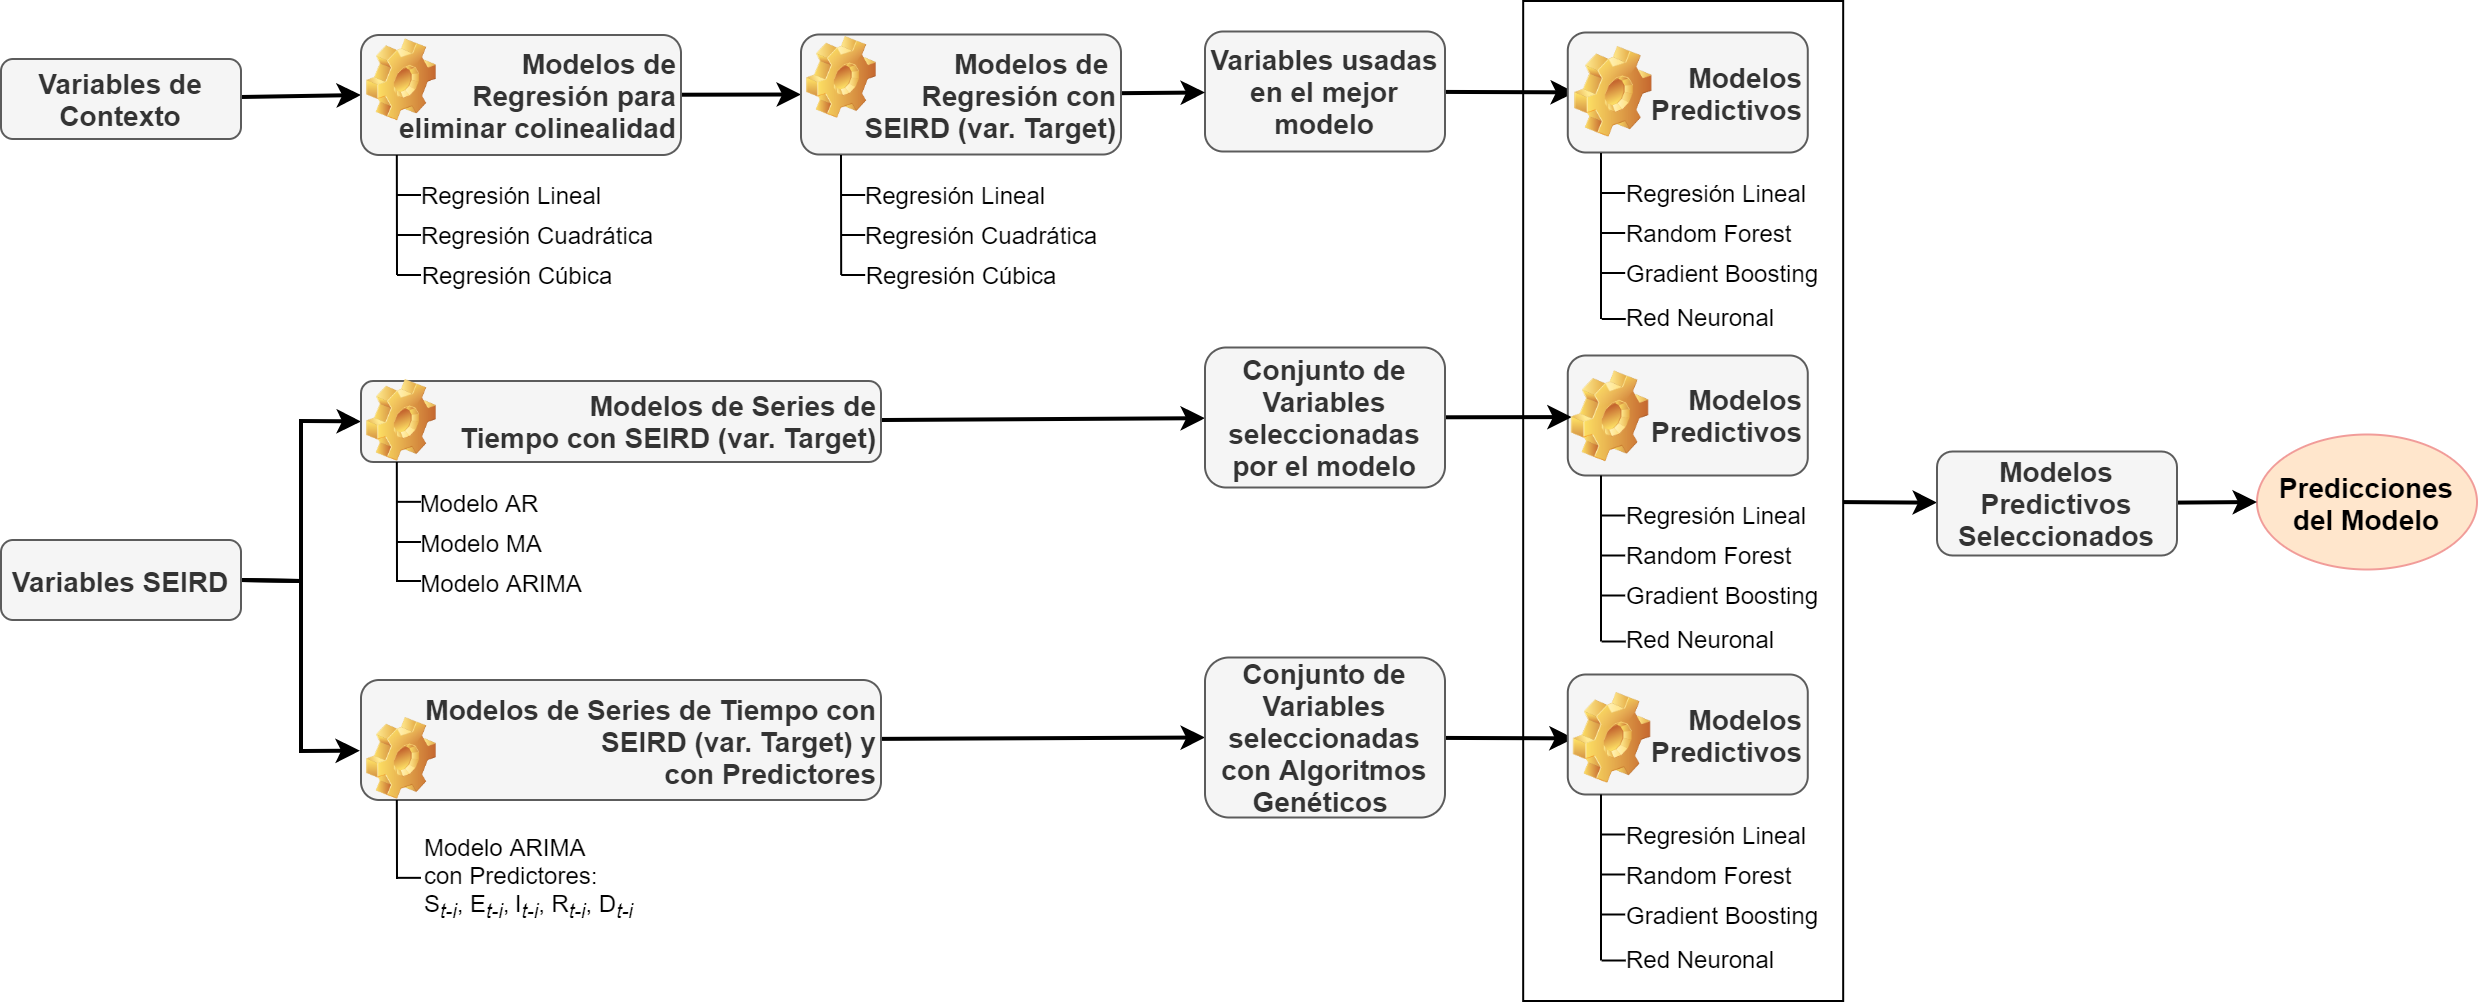 Variables de
Contexto
Modelos de
Regresión para
eliminar colinealidad
Regresión Lineal
Regresión Cuadrática
Regresión Cúbica
Modelos de
Regresión con
SEIRD (var. Target)
Regresión Lineal
Regresión Cuadrática
Regresión Cúbica
Variables usadas
en el mejor
modelo
Modelos
Predictivos
Regresión Lineal
Random Forest
Gradient Boosting
Red Neuronal
Variables SEIRD
Modelos de Series de
Tiempo con SEIRD (var. Target)
Modelo AR
Modelo MA
Modelo ARIMA
Conjunto de
Variables
seleccionadas
por el modelo
Modelos
Predictivos
Regresión Lineal
Random Forest
Gradient Boosting
Red Neuronal
Modelos de Series de Tiempo con
SEIRD (var. Target) y
con Predictores
Modelo ARIMA
con Predictores:
S t-i, E t-i, I t-i, R t-i, D t-i
Conjunto de
Variables
seleccionadas
con Algoritmos
Genéticos
Modelos
Predictivos
Regresión Lineal
Random Forest
Gradient Boosting
Red Neuronal
Modelos
Predictivos
Seleccionados
Predicciones
del Modelo